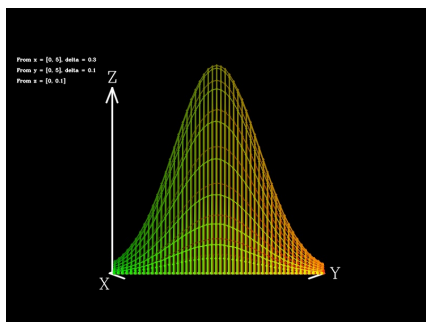 From x = [0, 5], delta = 0.3
From y = [0, 5], delta = 0.1
From z = [0, 0.1]
Z
X
Y